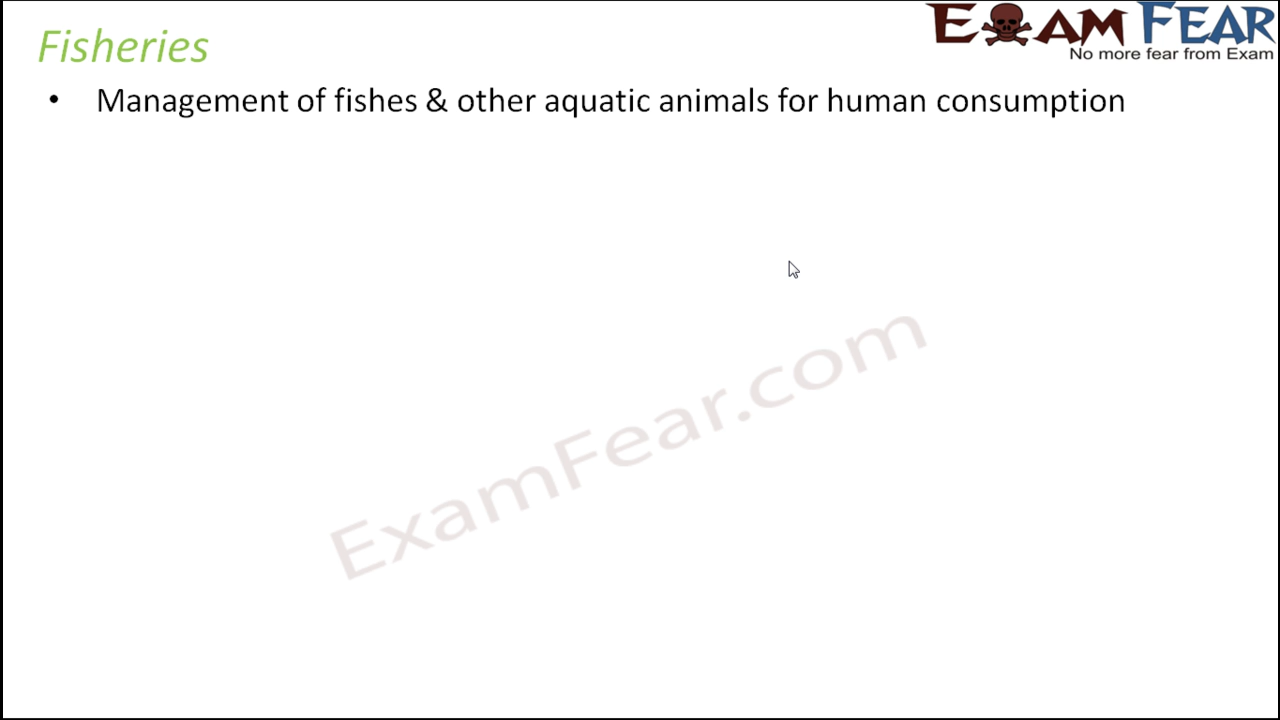 Fisheries
EXAM FEAR
No more fear from Exam
• Management of fishes & other aquatic animals for human consumption
ExamFear.com